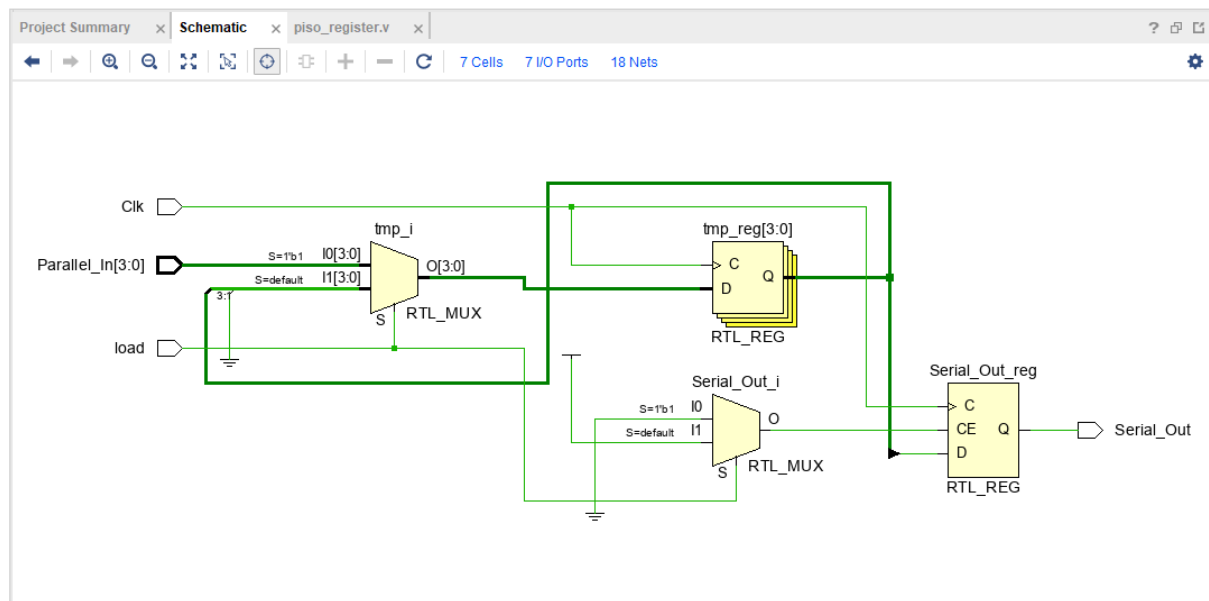 Project Summary × Schematic × piso_register.v ×
7 Cells 7 I/O Ports 18 Nets
Clk
Parallel_In[3:0]
load
tmp_i
S=1'b1 I0[3:0]
S=default I1[3:0]
O[3:0]
3:1
S
RTL_MUX
tmp_reg[3:0]
C
D
Q
RTL_REG
Serial_Out_i
S=1'b1 I0
S=default I1
O
S
RTL_MUX
Serial_Out_reg
C
CE Q
D
RTL_REG
Serial_Out